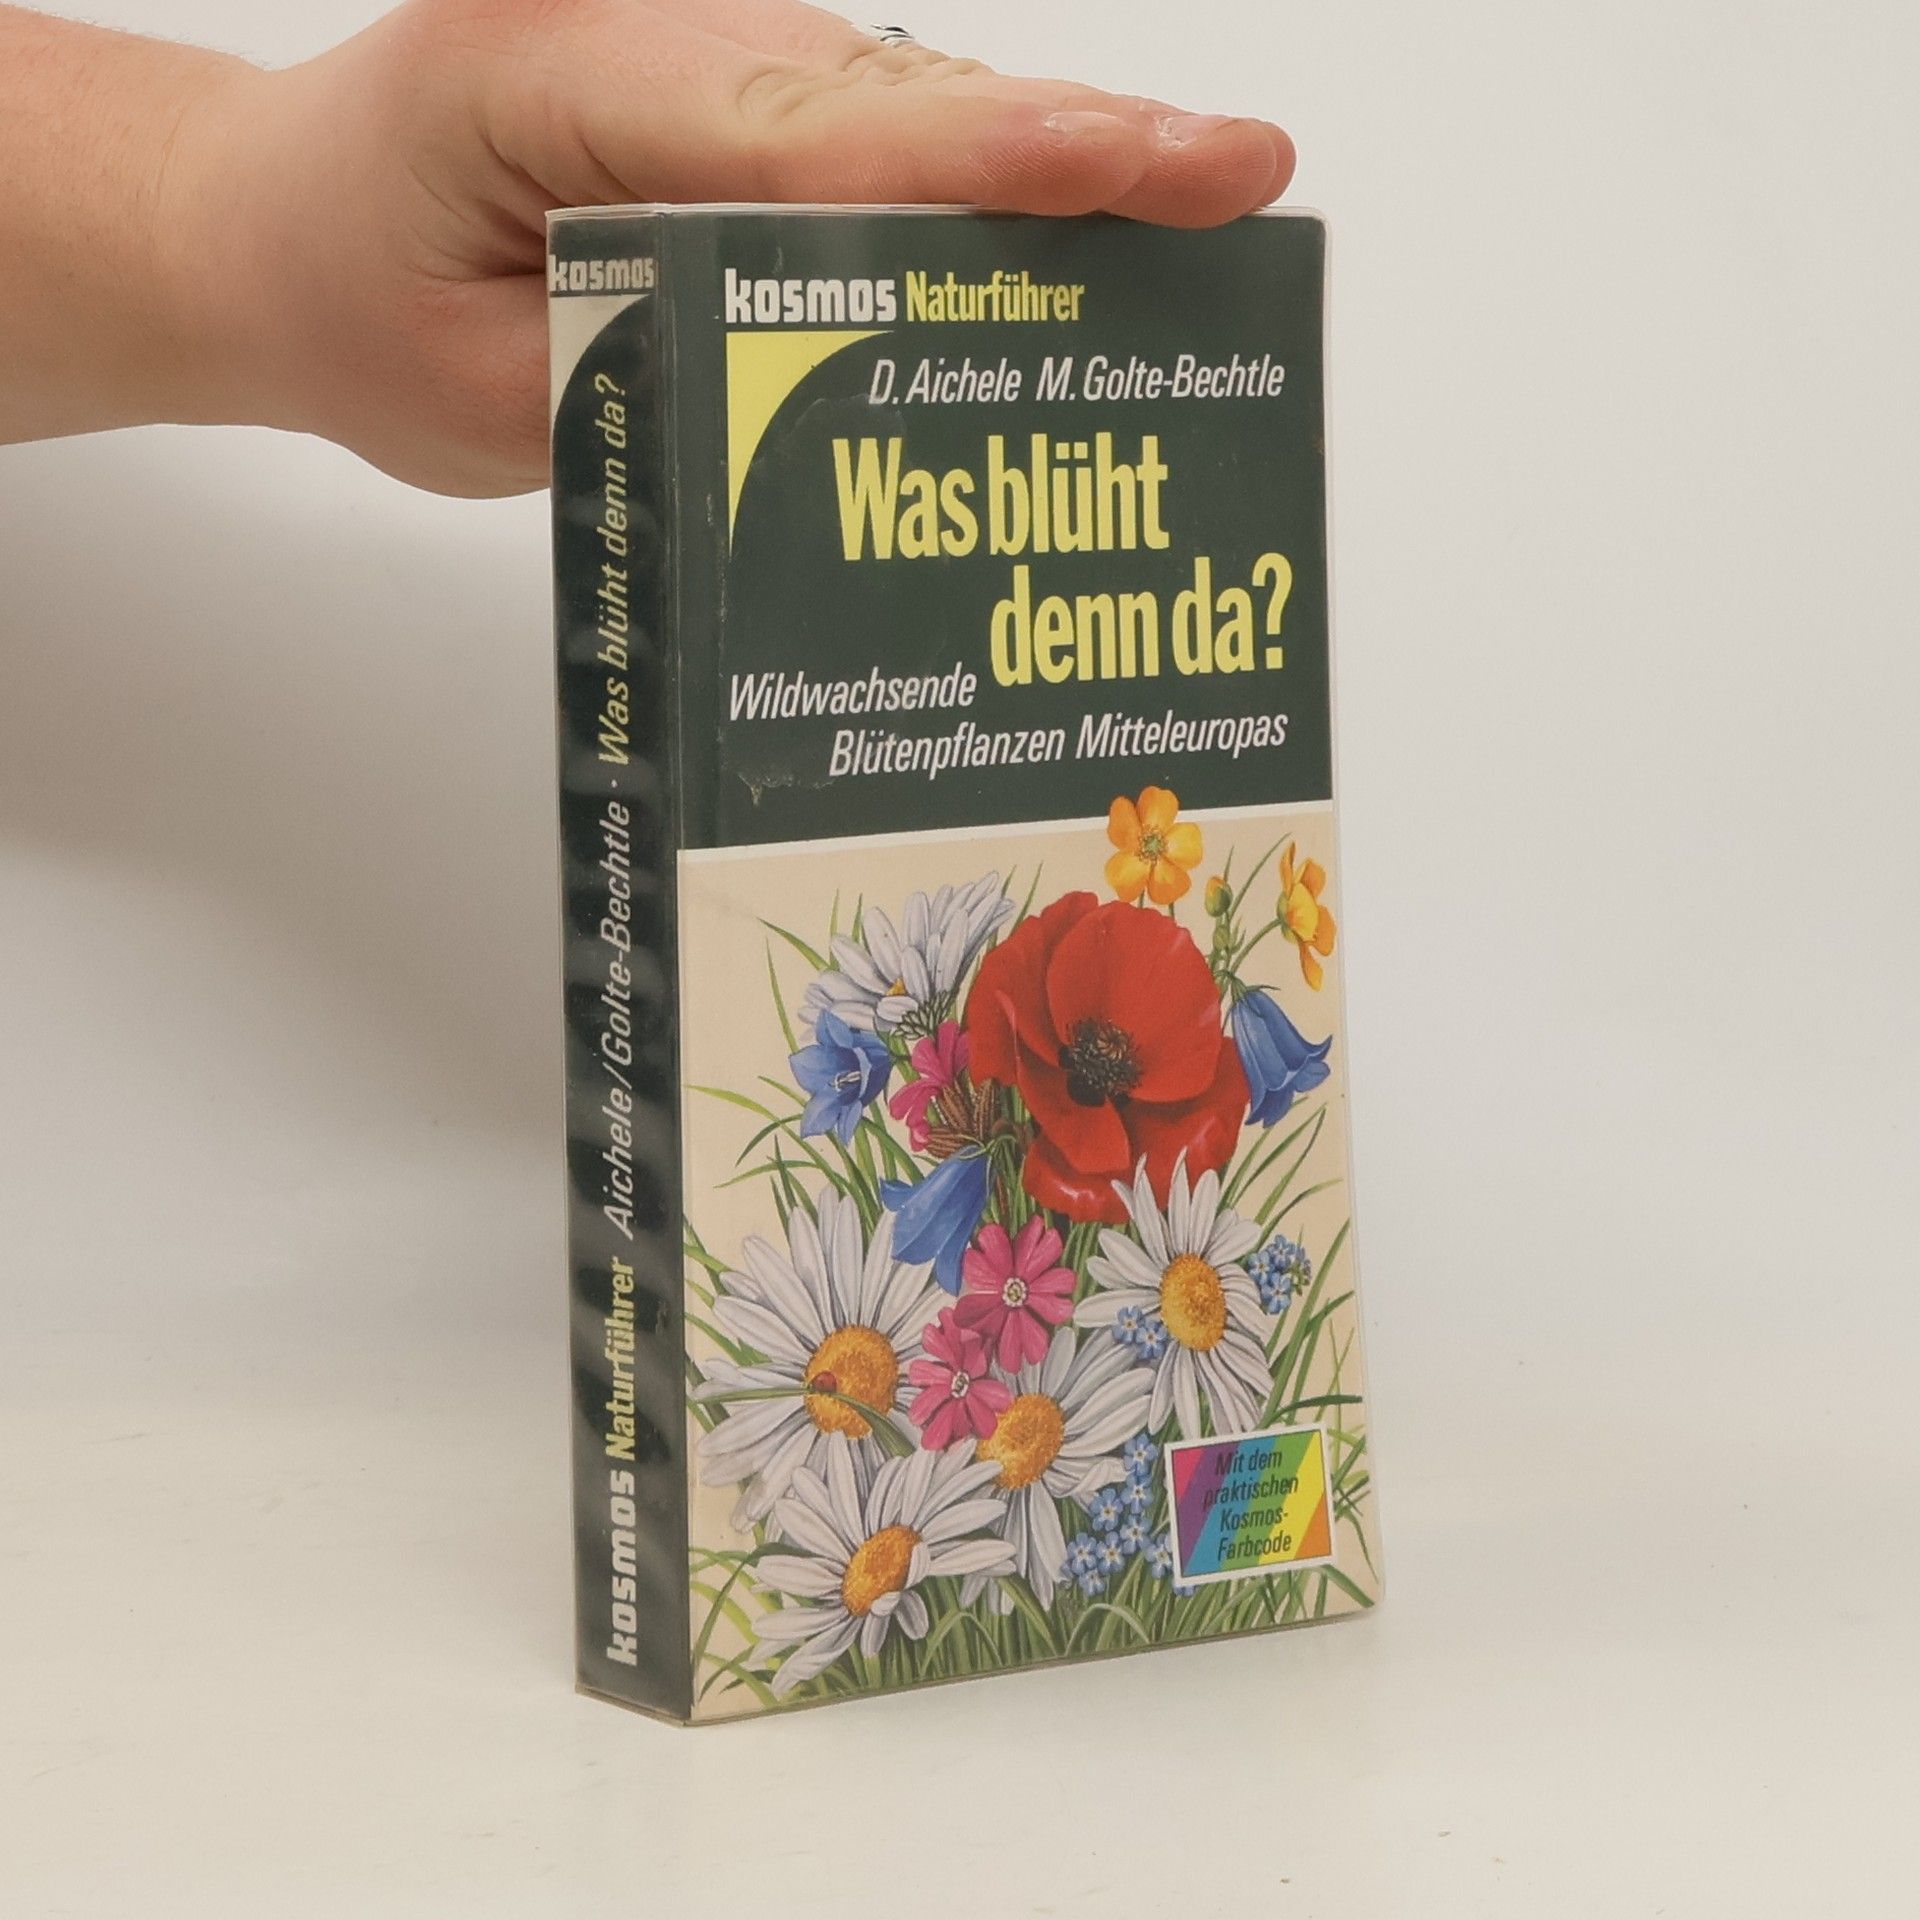 kosmos
kosmos Naturführer Aichele/Golte-Bechtle · Was blüht denn da?
kosmos Naturführer
D. Aichele M. Golte-Bechtle
Was blüht
denn da?
Wildwachsende
Blütenpflanzen Mitteleuropas
Mit dem
praktischen
Kosmos-
Farbcode